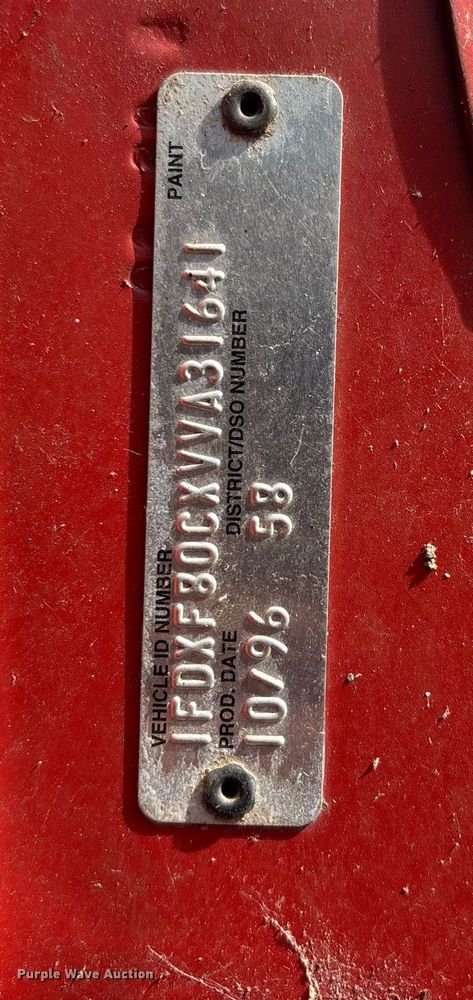 VEHICLE ID NUMBER PAINT
1FDXF80CXVVA31641
PROD. DATE DISTRICT/DSO NUMBER
10/96 58
Purple Wave Auction